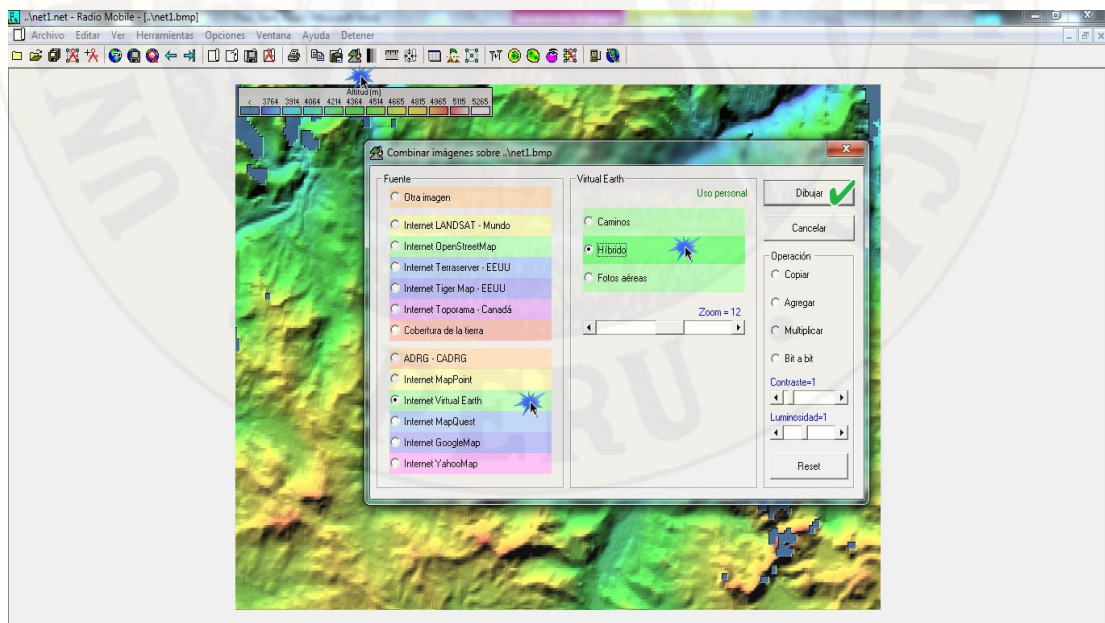 ..\net1.net - Radio Mobile - [..\net1.bmp]
Archivo Editar Ver Herramientas Opciones Ventana Ayuda Detener
Altitud (m)
< 3764 3914 4064 4214 4364 4514 4665 4815 4965 5115 5265
Combinar imágenes sobre ..\net1.bmp
Fuente
Otra imagen
Internet LANDSAT - Mundo
Internet OpenStreetMap
Internet Terraserver - EEUU
Internet Tiger Map - EEUU
Internet Toporama - Canadá
Cobertura de la tierra
ADRG - CADRG
Internet MapPoint
Internet Virtual Earth
Internet MapQuest
Internet GoogleMap
Internet YahooMap
Virtual Earth
Uso personal
Caminos
Híbrido
Fotos aéreas
Zoom = 12
Dibujar
Cancelar
Operación
Copiar
Agregar
Multiplicar
Bit a bit
Contraste=1
Luminosidad=1
Reset
PERU